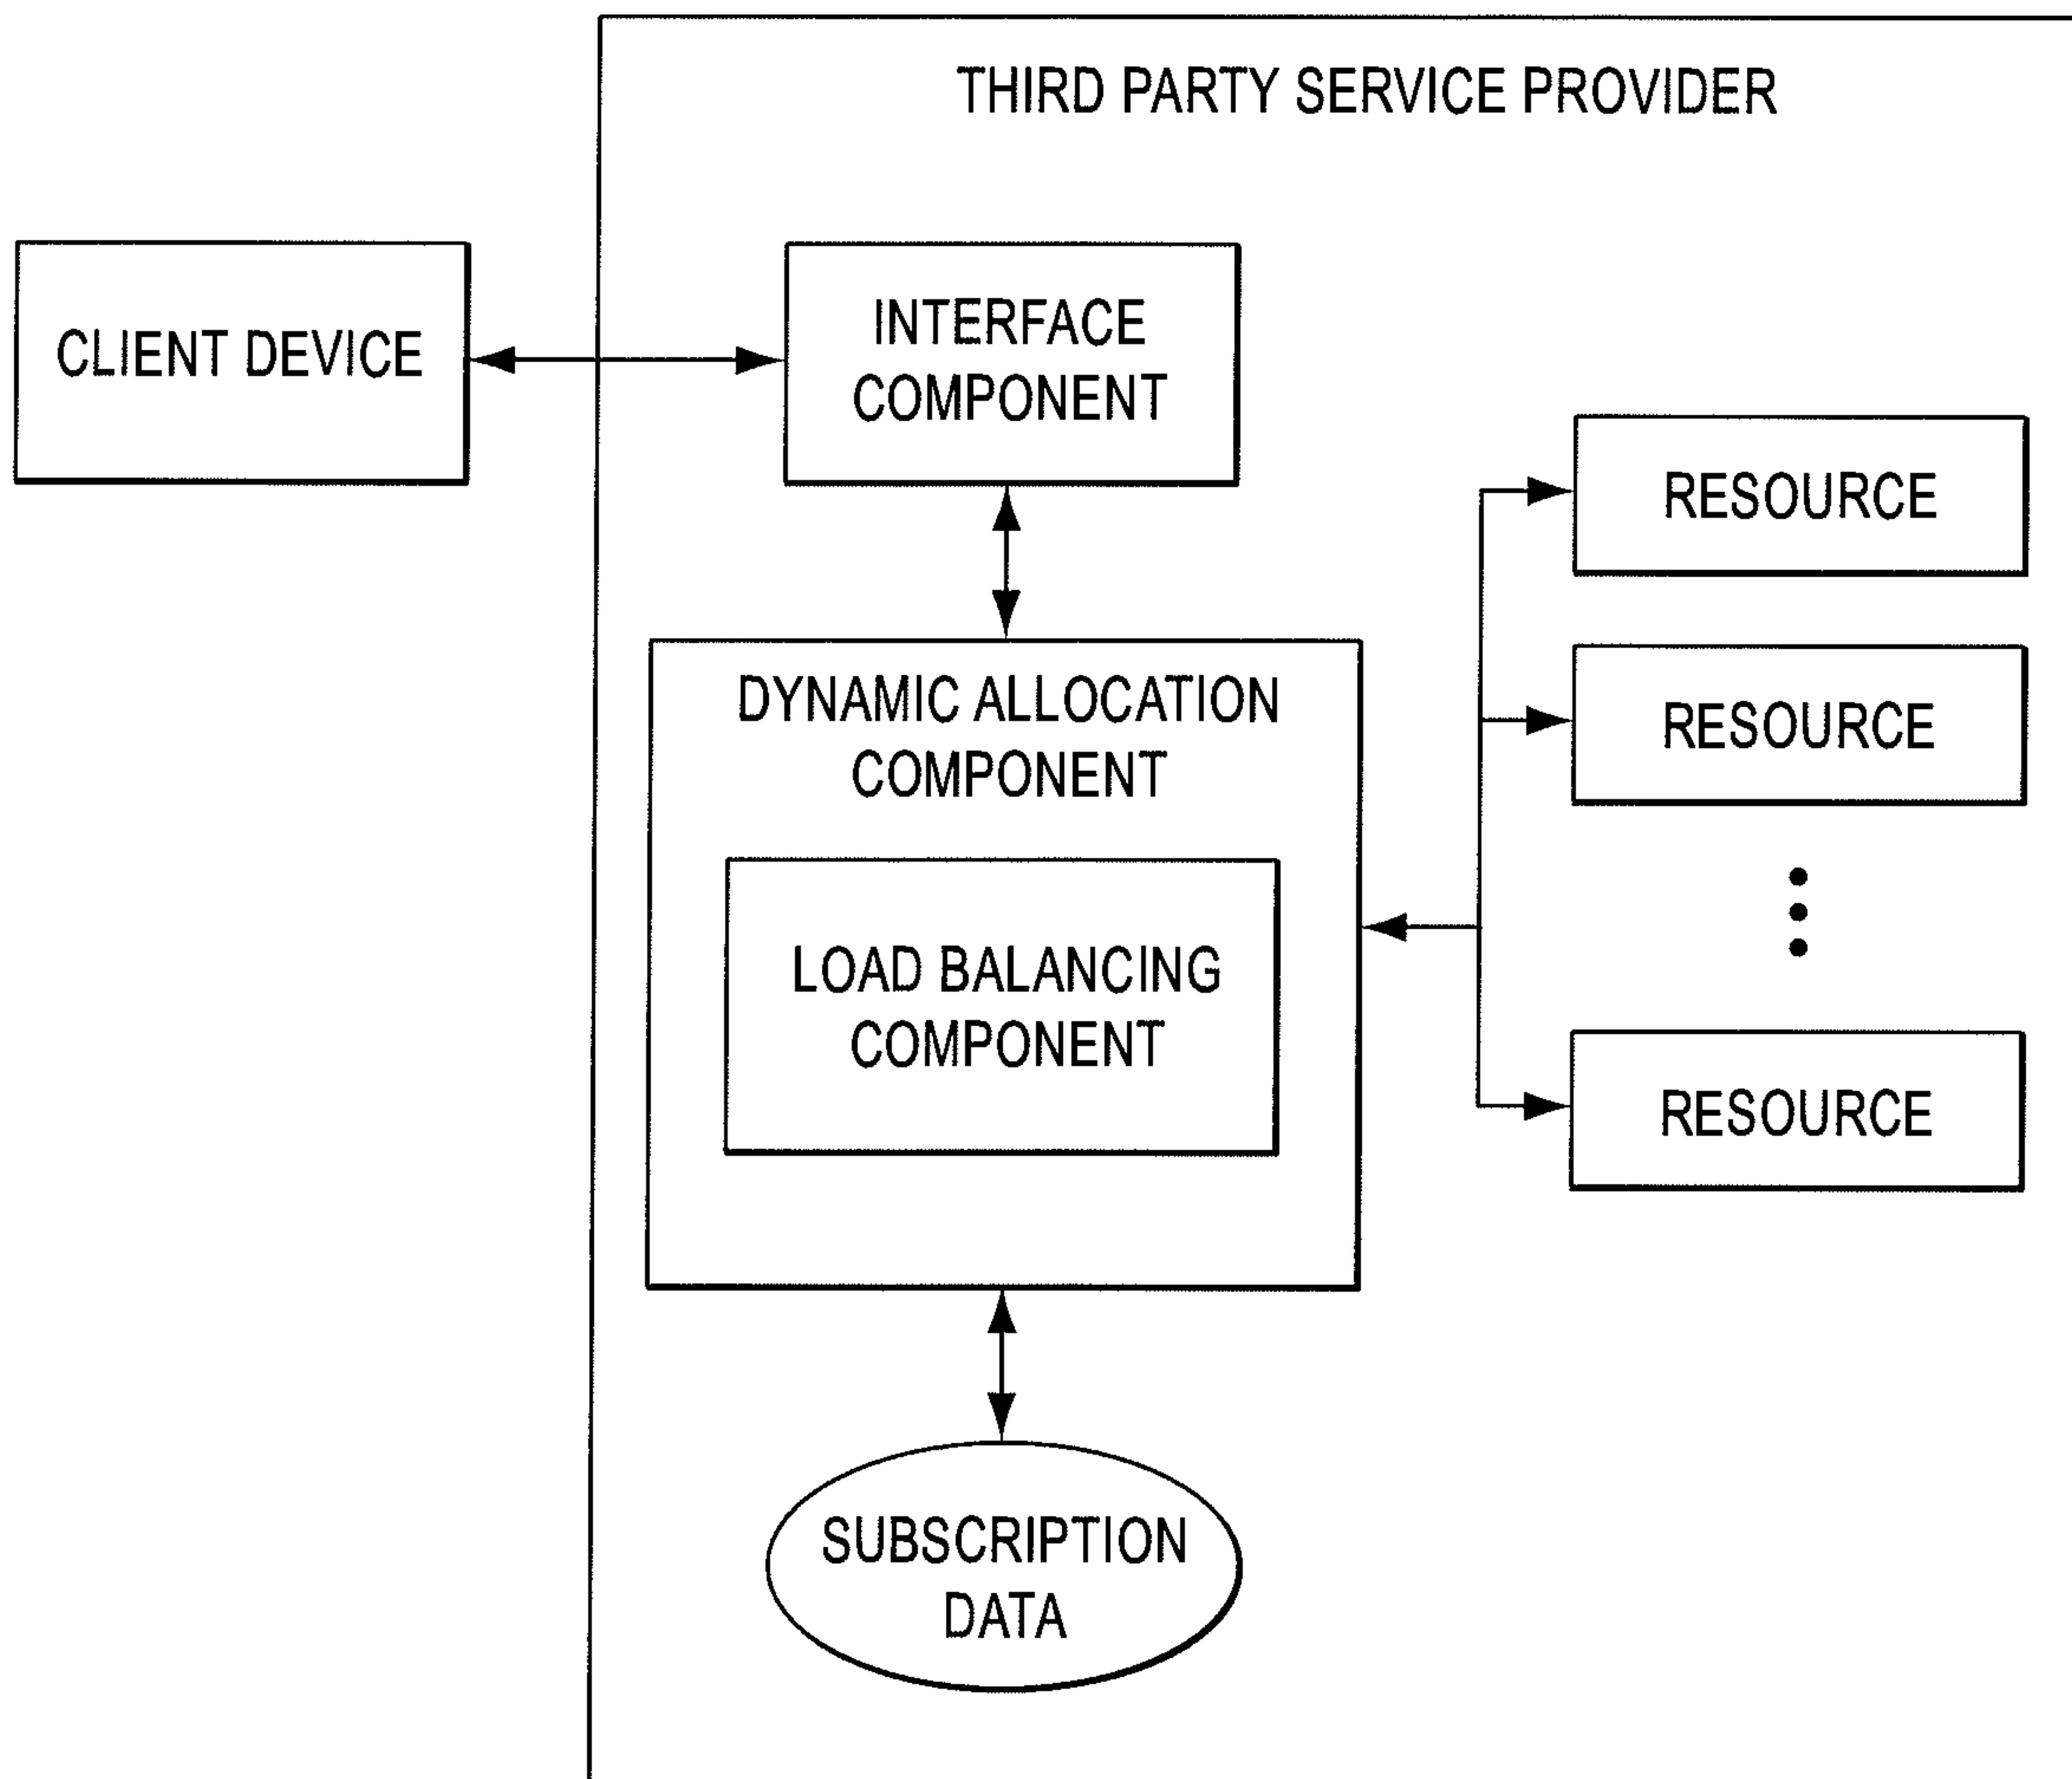 THIRD PARTY SERVICE PROVIDER
CLIENT DEVICE
INTERFACE
COMPONENT
RESOURCE
DYNAMIC ALLOCATION
COMPONENT
RESOURCE
LOAD BALANCING
COMPONENT
RESOURCE
SUBSCRIPTION
DATA